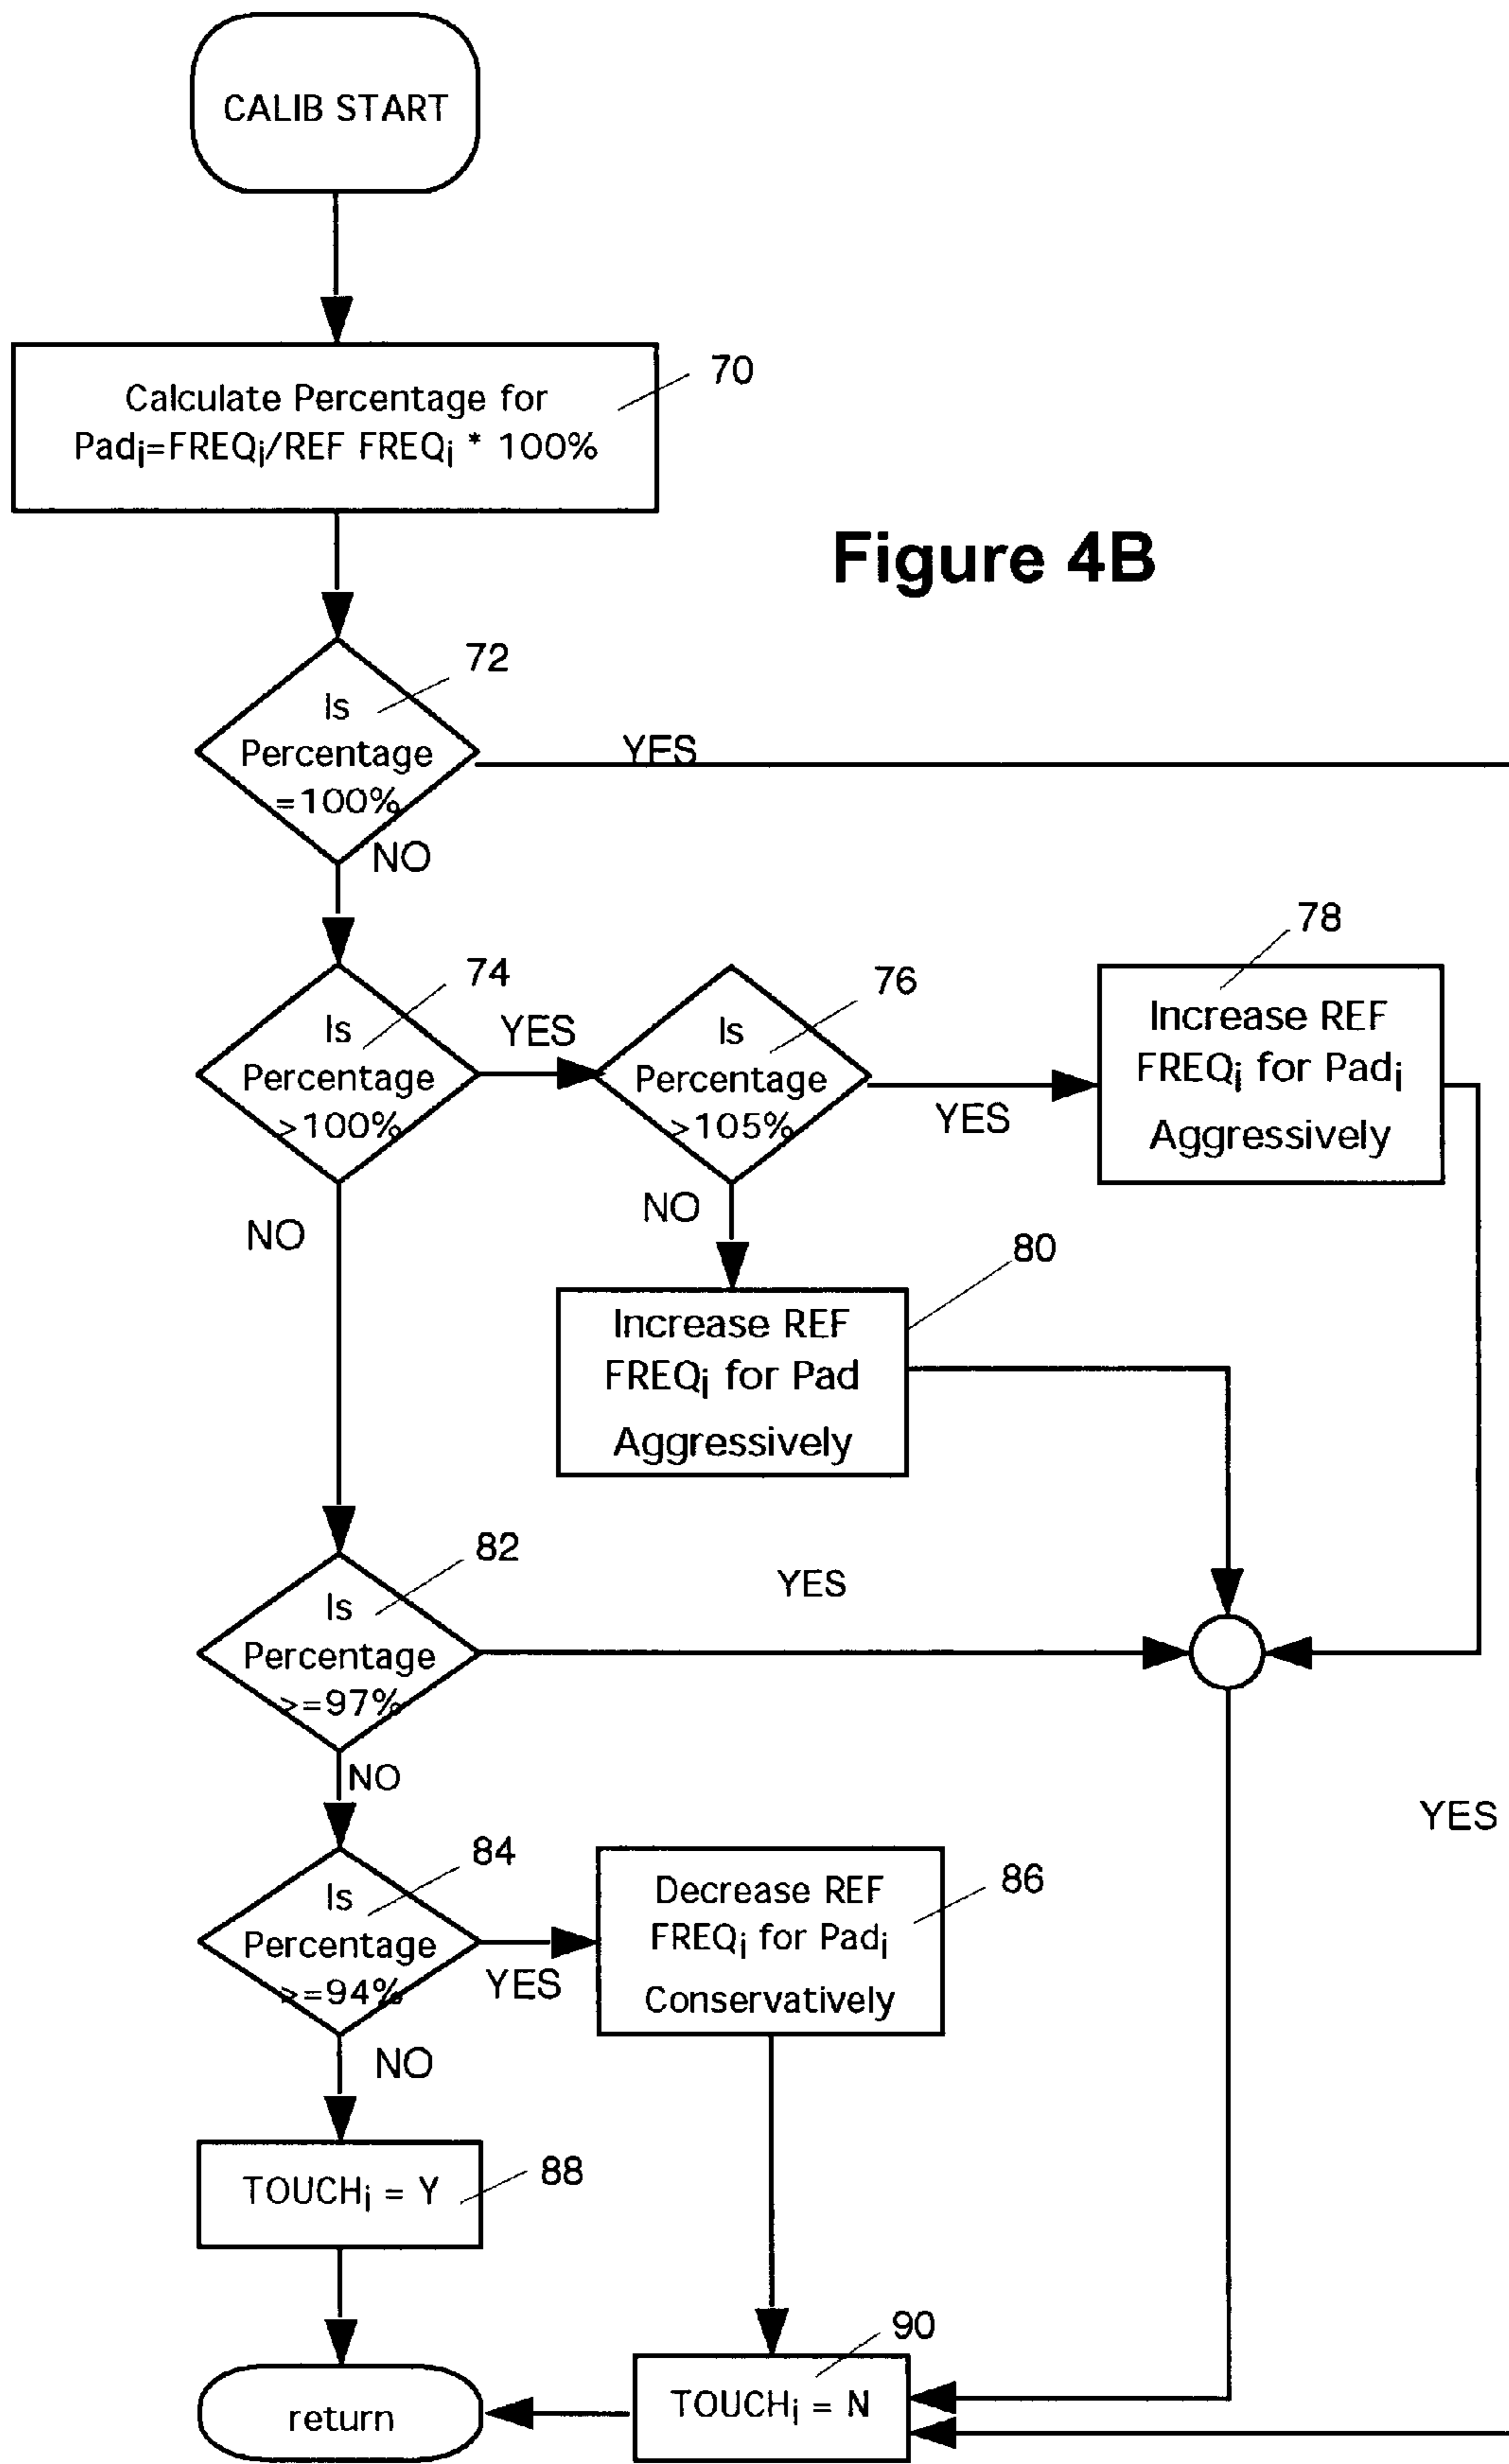 CALIB START
70
Calculate Percentage for
Padi=FREQi/REF FREQi * 100%
Figure 4B
72
Is
Percentage
=100%
YES
NO
74
Is
Percentage
>100%
YES
76
Is
Percentage
>105%
YES
78
Increase REF
FREQi for Padi
Aggressively
NO
NO
80
Increase REF
FREQi for Pad
Aggressively
82
Is
Percentage
>=97%
YES
NO
YES
84
Is
Percentage
>=94%
YES
86
Decrease REF
FREQi for Padi
Conservatively
NO
88
TOUCHi = Y
90
TOUCHi = N
return